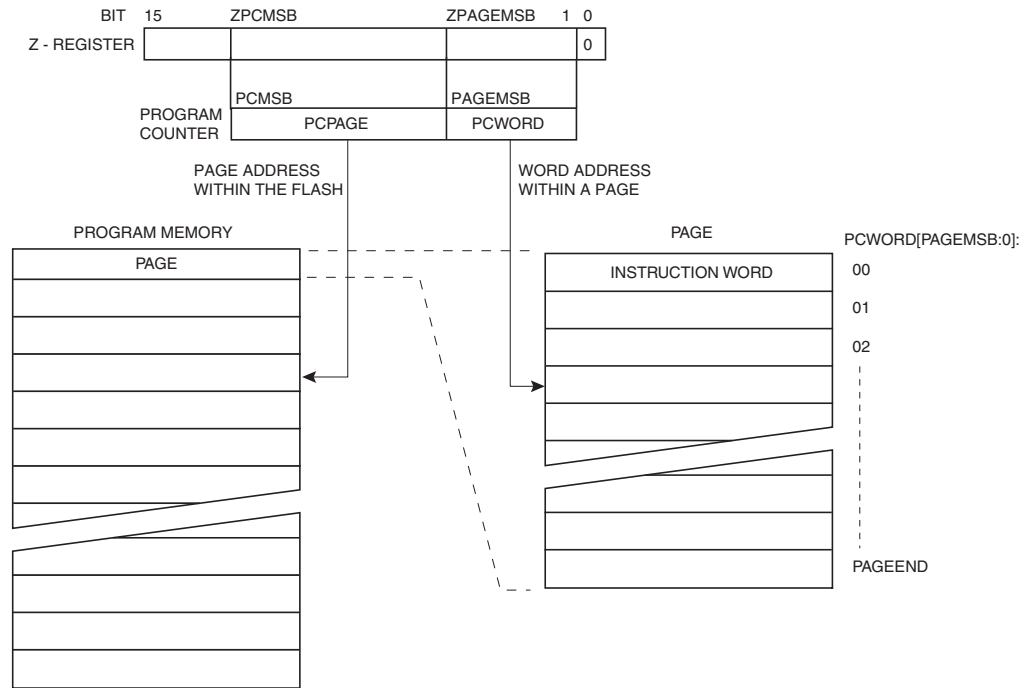 BIT 15 ZPCMSB ZPAGEMSB 1 0
Z - REGISTER 0
PCMSB PAGEMSB
PROGRAM
COUNTER
PCPAGE PCWORD
PAGE ADDRESS
WITHIN THE FLASH
WORD ADDRESS
WITHIN A PAGE
PROGRAM MEMORY
PAGE
PAGE
PCWORD[PAGEMSB:0]:
INSTRUCTION WORD 00
01
02
PAGEEND